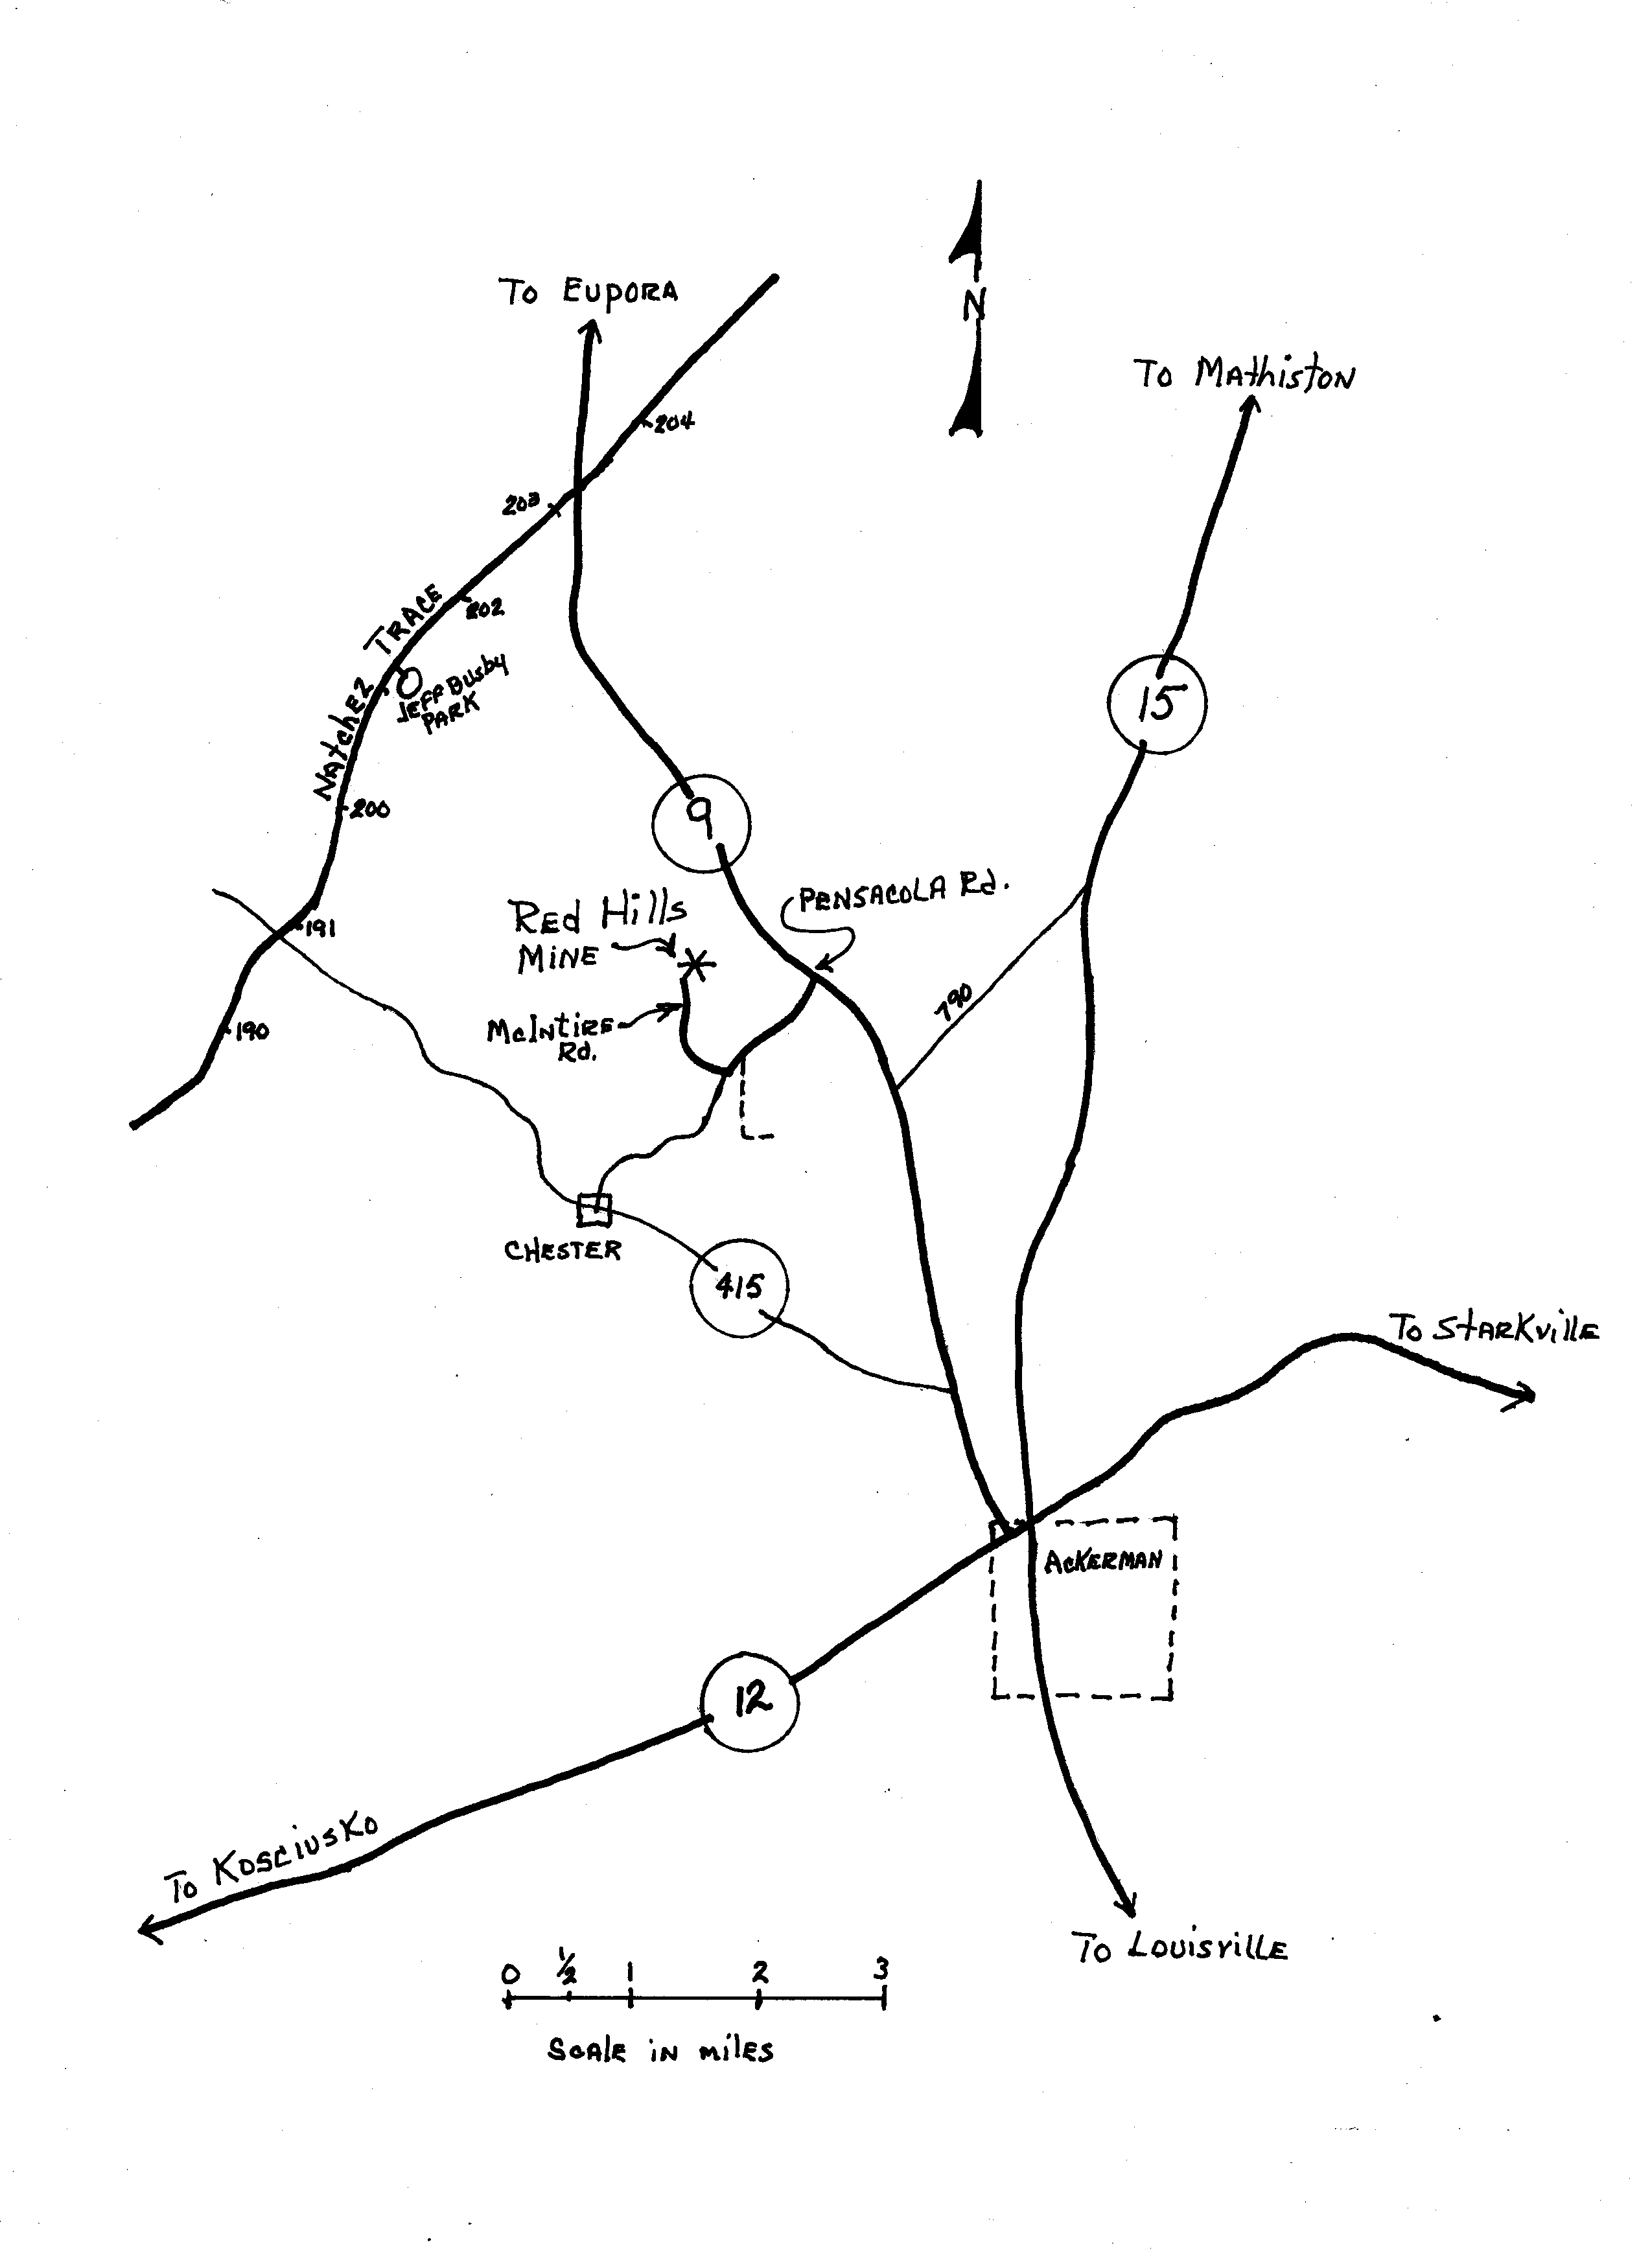 N
To Eupora
To Mathiston
204
203
202
Natchez Trace
Jeff Busby
Park
15
200
9
Pensacola Rd.
Red Hills
Mine
191
790
McIntire
Rd.
190
Chester
415
To Starkville
Ackerman
12
To Kosciusko
To Louisville
0 ½ 1 2 3
Scale in miles